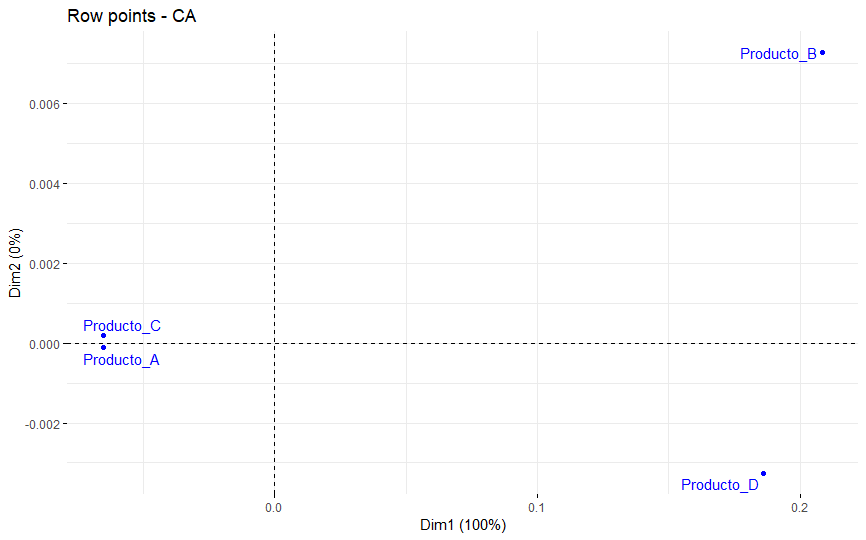 Row points - CA
Producto_B
0.006
0.004
0.002
Producto_C
0.000
Producto_A
-0.002
Producto_D
0.0
0.1
0.2
Dim1 (100%)
Dim2 (0%)